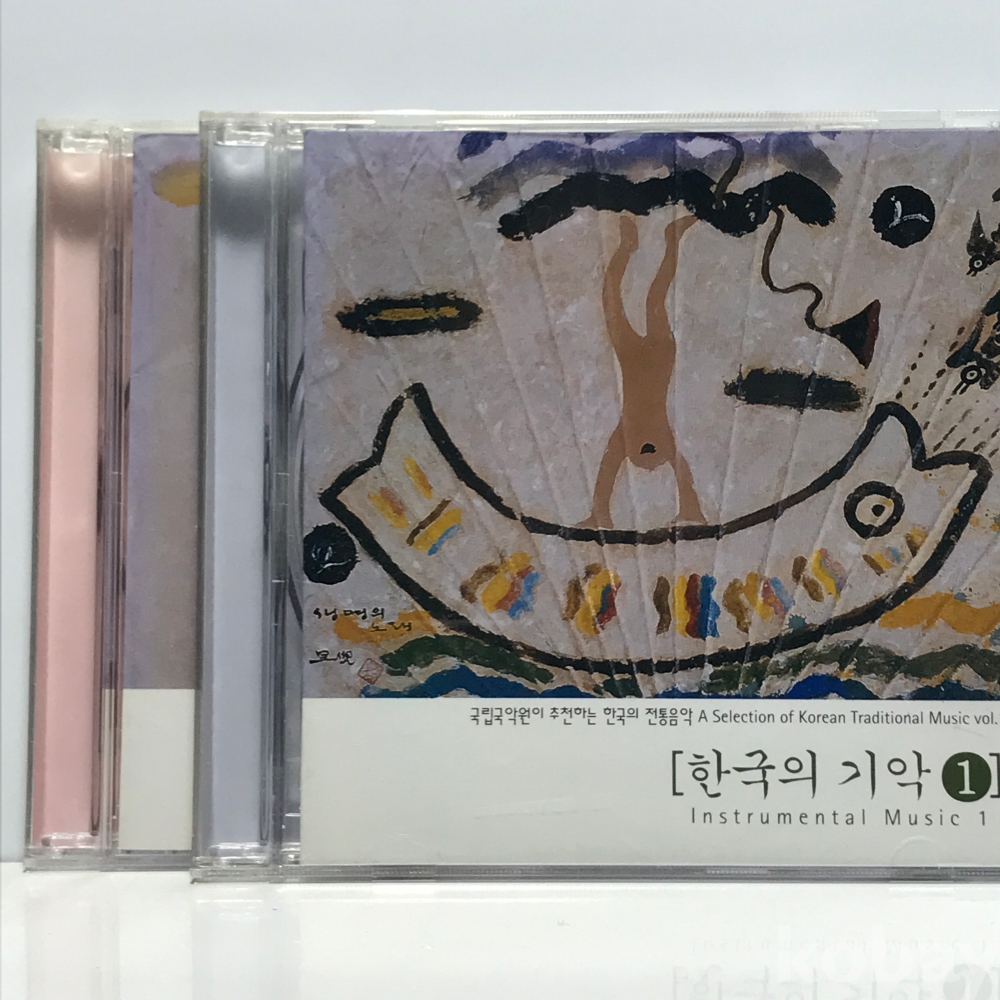 생명의
노래
국립국악원이 추천하는 한국의 전통음악 A Selection of Korean Traditional Music vol.
[한국의 기악 1]
Instrumental Music 1